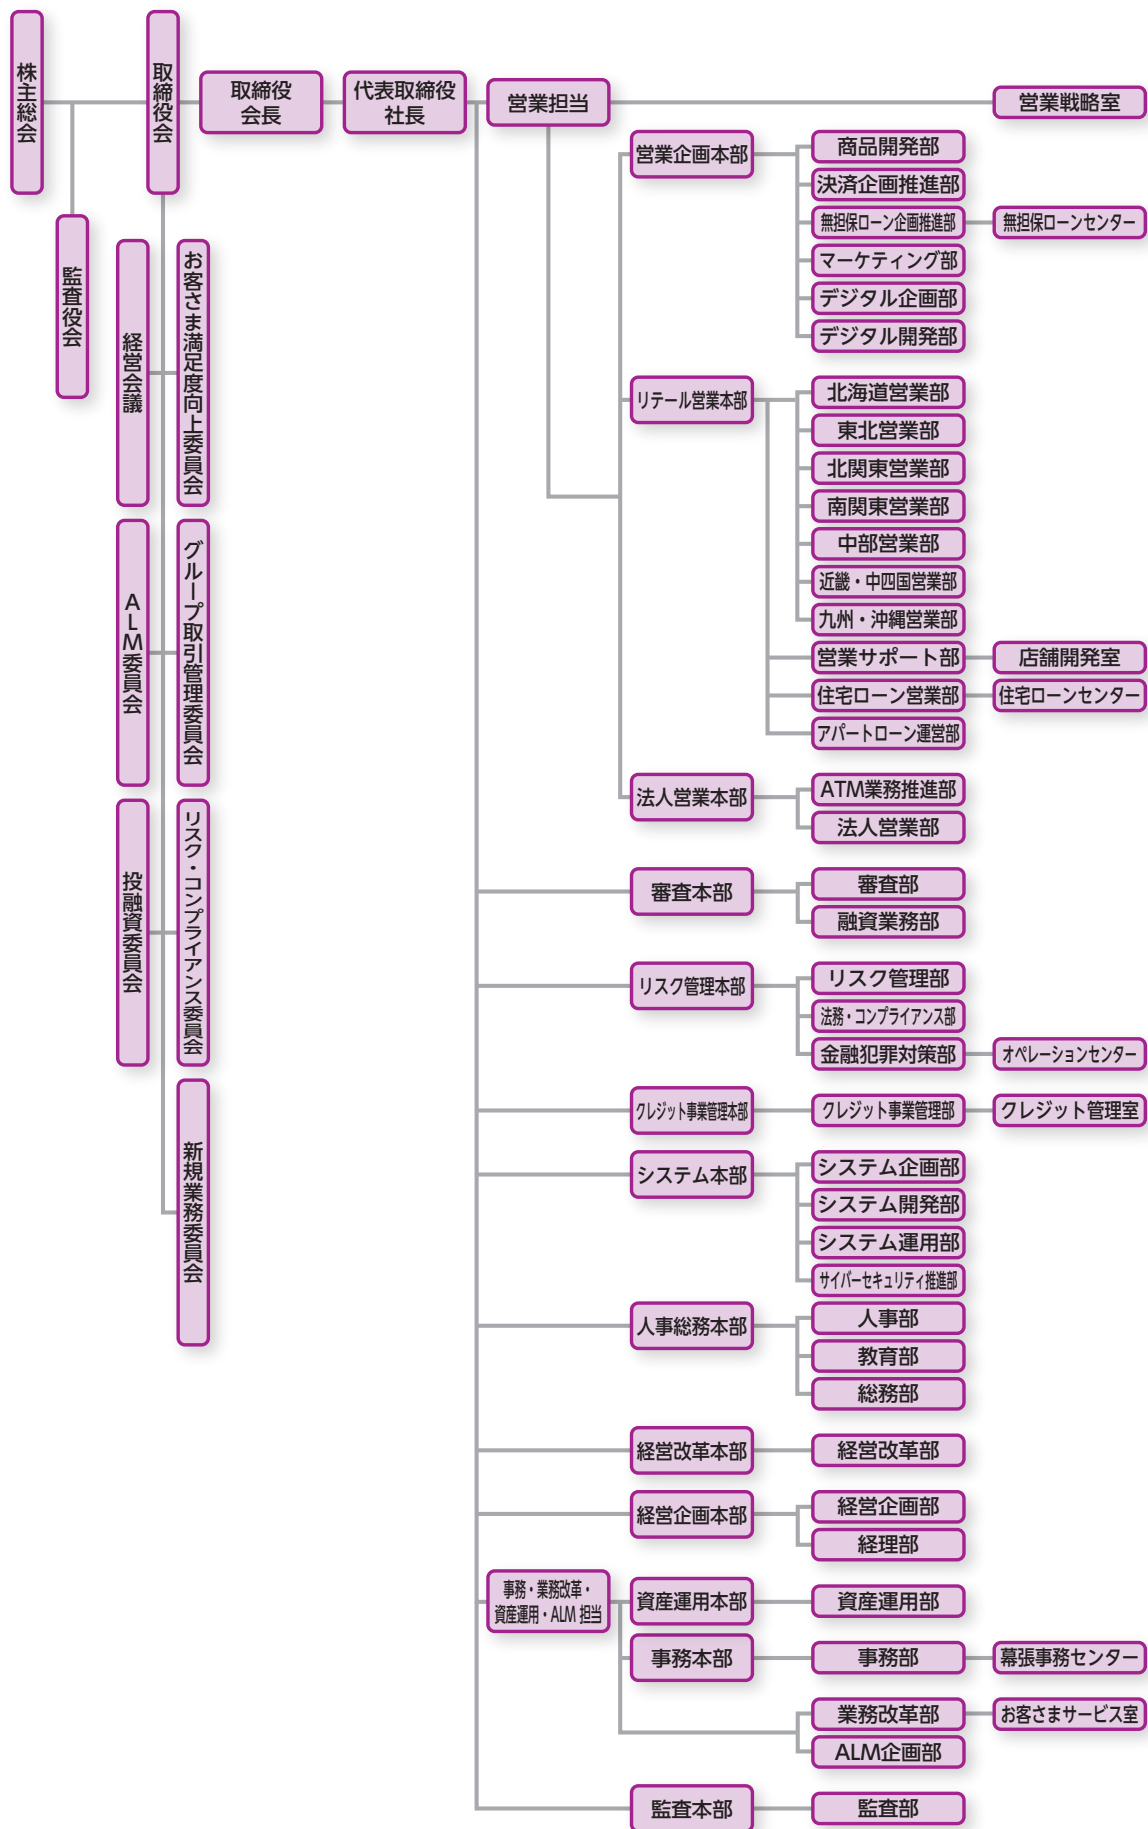 株主総会
監査役会
取締役会
経営会議
お客さま満足度向上委員会
ALM委員会
グループ取引管理委員会
投融資委員会
リスク・コンプライアンス委員会
新規業務委員会
取締役
会長
代表取締役
社長
営業担当
営業戦略室
営業企画本部
商品開発部
決済企画推進部
無担保ローン企画推進部
無担保ローンセンター
マーケティング部
デジタル企画部
デジタル開発部
リテール営業本部
北海道営業部
東北営業部
北関東営業部
南関東営業部
中部営業部
近畿・中四国営業部
九州・沖縄営業部
営業サポート部
店舗開発室
住宅ローン営業部
住宅ローンセンター
アパートローン運営部
法人営業本部
ATM業務推進部
法人営業部
審査本部
審査部
融資業務部
リスク管理本部
リスク管理部
法務・コンプライアンス部
金融犯罪対策部
オペレーションセンター
クレジット事業管理本部
クレジット事業管理部
クレジット管理室
システム本部
システム企画部
システム開発部
システム運用部
サイバーセキュリティ推進部
人事総務本部
人事部
教育部
総務部
経営改革本部
経営改革部
経営企画本部
経営企画部
経理部
事務・業務改革・
資産運用・ALM 担当
資産運用本部
資産運用部
事務本部
事務部
幕張事務センター
業務改革部
お客さまサービス室
ALM企画部
監査本部
監査部